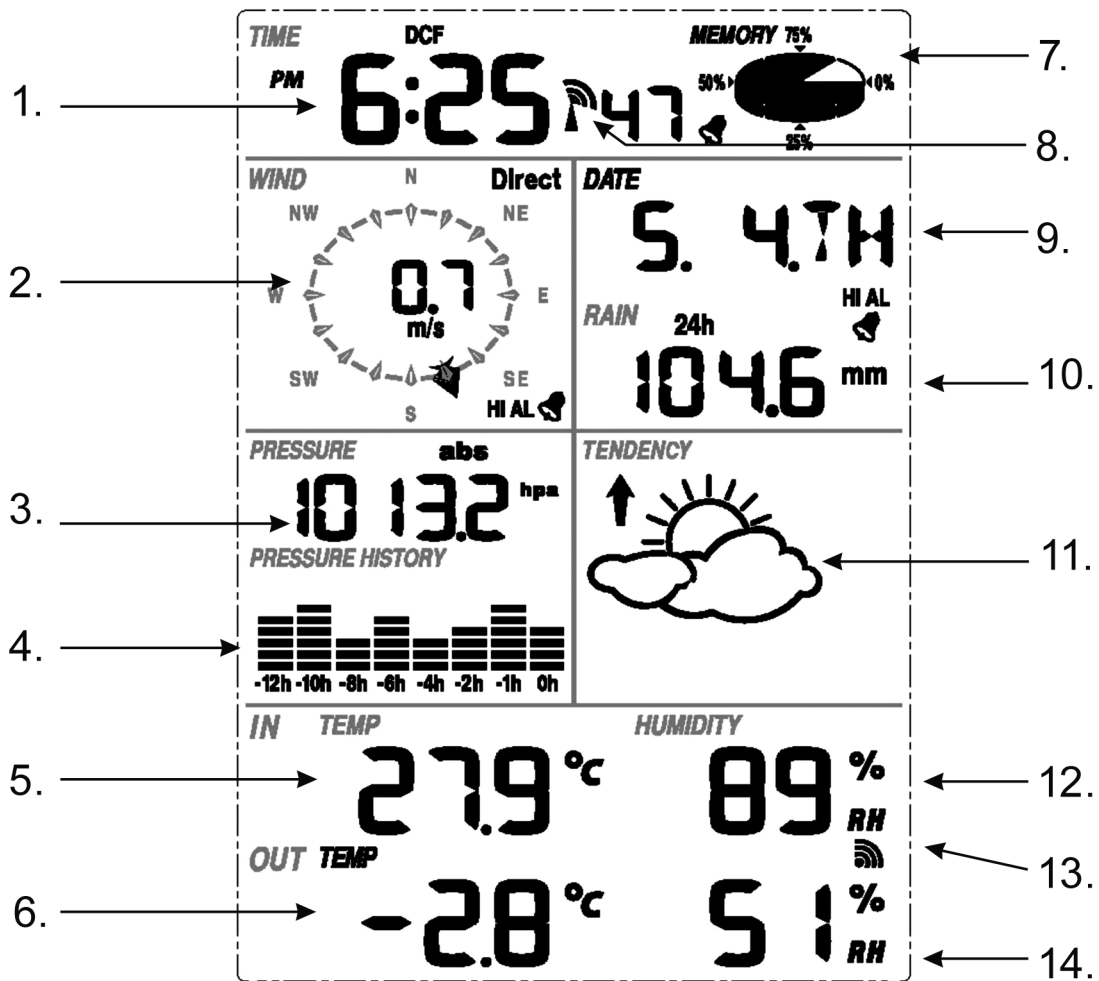 TIME DCF MEMORY 75%
PM 6:25 47 50% 0%
25%
1.
7.
8.
WIND Direct
N
NW NE
W 0.7 E
m/s
SW SE
S
HI AL
2.
DATE
5. 4. TH
9.
RAIN 24h HI AL
104.6 mm
10.
PRESSURE abs
1013.2 hpa
3.
PRESSURE HISTORY
-12h -10h -8h -6h -4h -2h -1h 0h
4.
TENDENCY
11.
IN TEMP HUMIDITY
5. 27.9 °C 89 % RH 12.
13.
OUT TEMP
6. -2.8 °C 51 % RH 14.